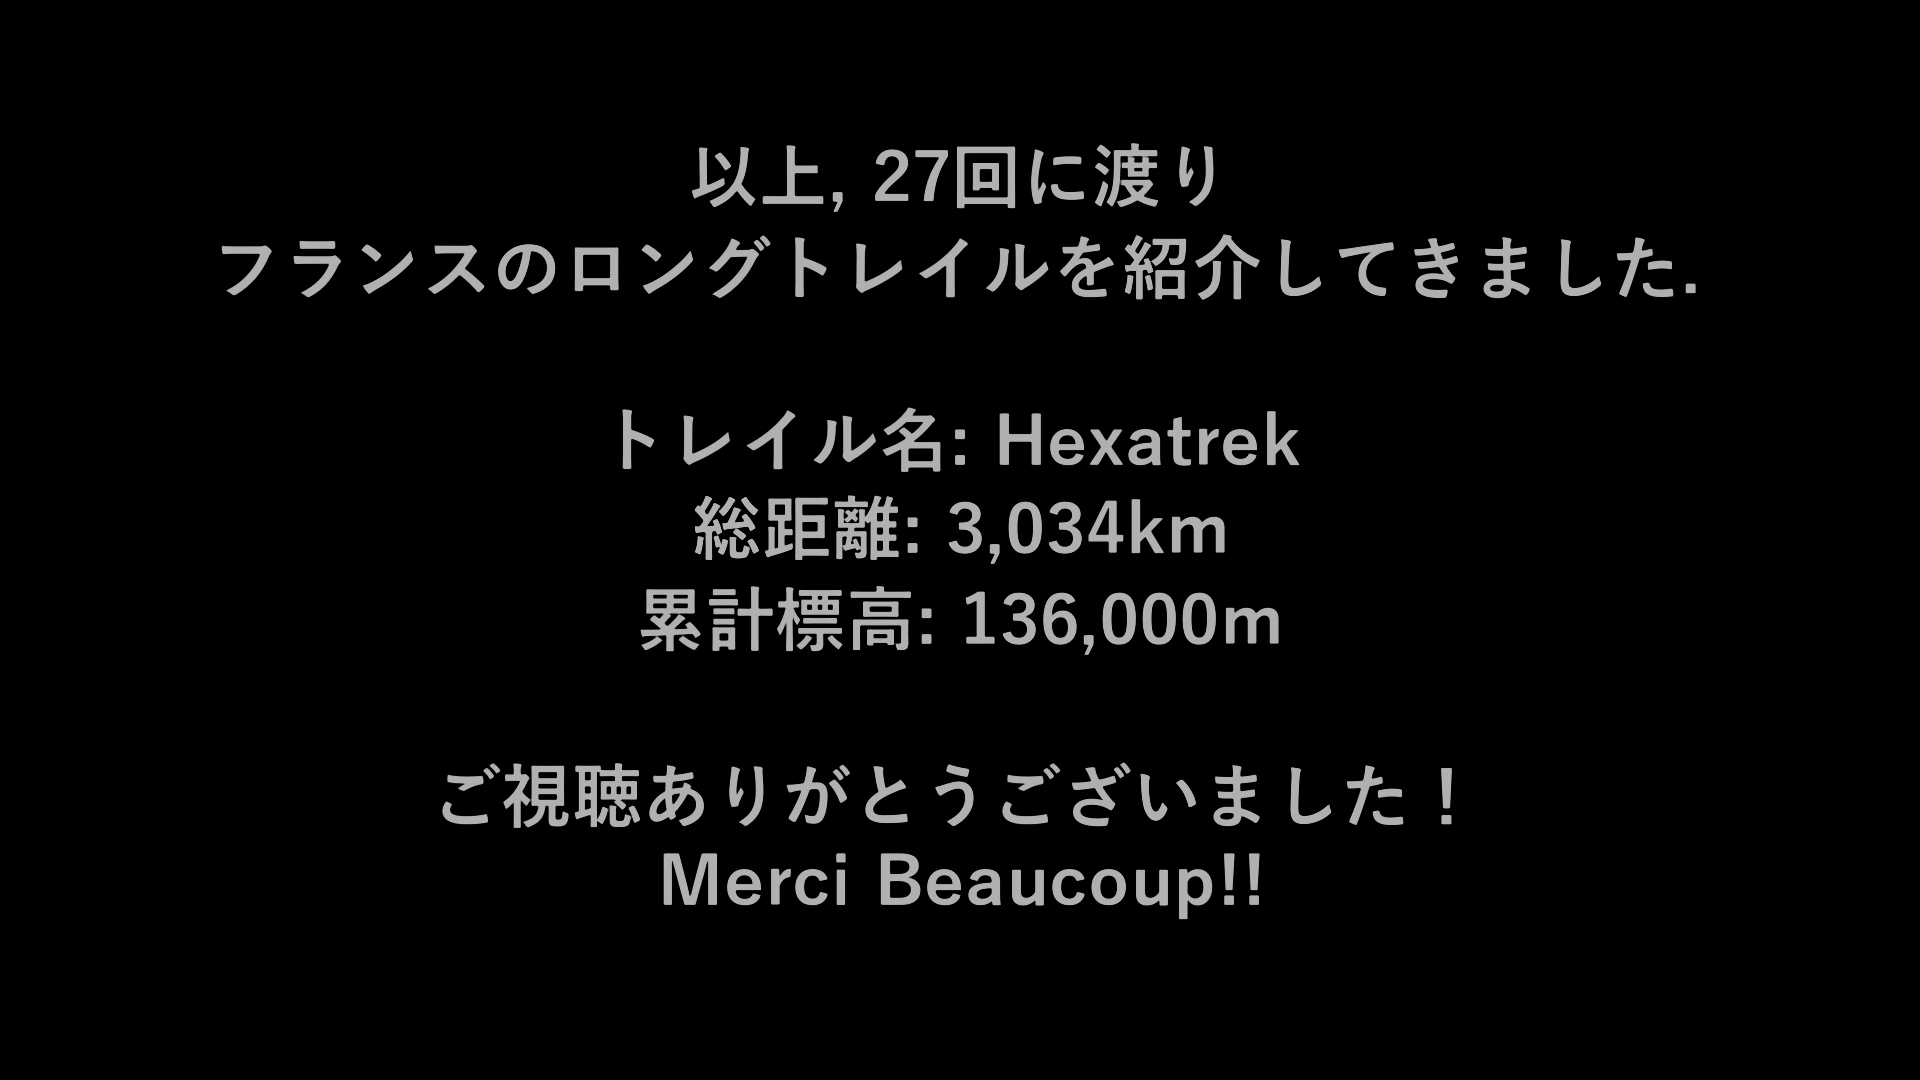 以上, 27回に渡り
フランスのロングトレイルを紹介してきました.
トレイル名: Hexatrek
総距離: 3,034km
累計標高: 136,000m
ご視聴ありがとうございました！
Merci Beaucoup!!